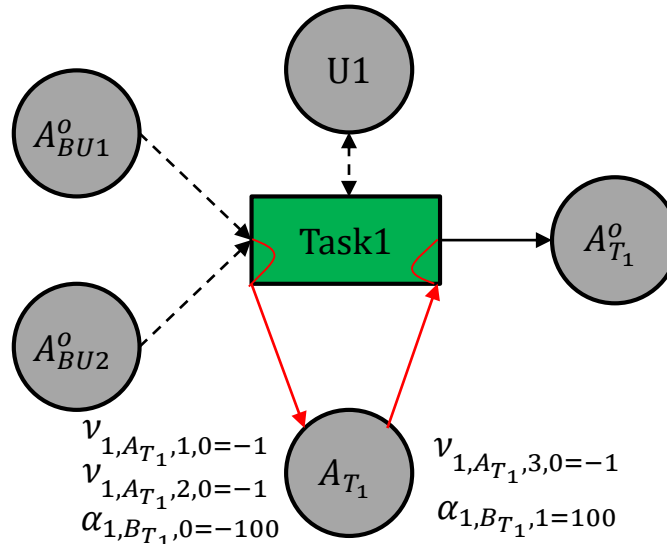 U1
A^o_{BU1}
Task1
A^o_{T_1}
A^o_{BU2}
ν_{1,A_{T_1},1,0=−1}
ν_{1,A_{T_1},2,0=−1}
α_{1,B_{T_1},0=−100}
A_{T_1}
ν_{1,A_{T_1},3,0=−1}
α_{1,B_{T_1},1=100}